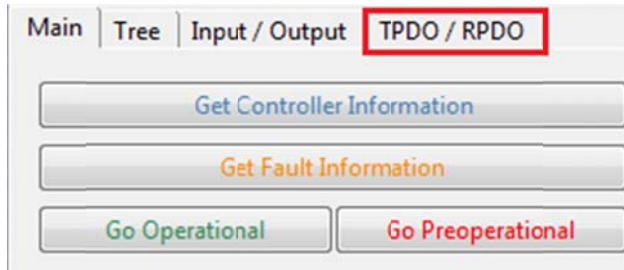 Main Tree Input / Output TPDO / RPDO
Get Controller Information
Get Fault Information
Go Operational Go Preoperational